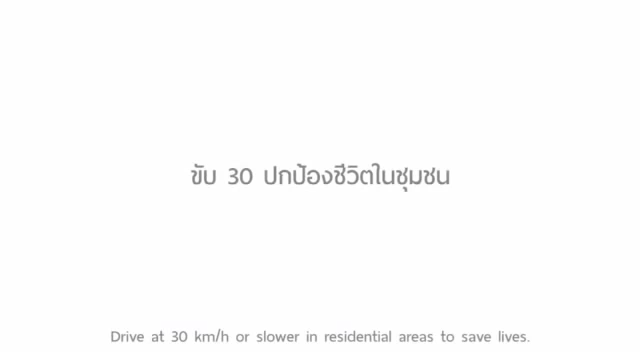 ขับ 30 ปกป้องชีวิตในชุมชน
Drive at 30 km/h or slower in residential areas to save lives.